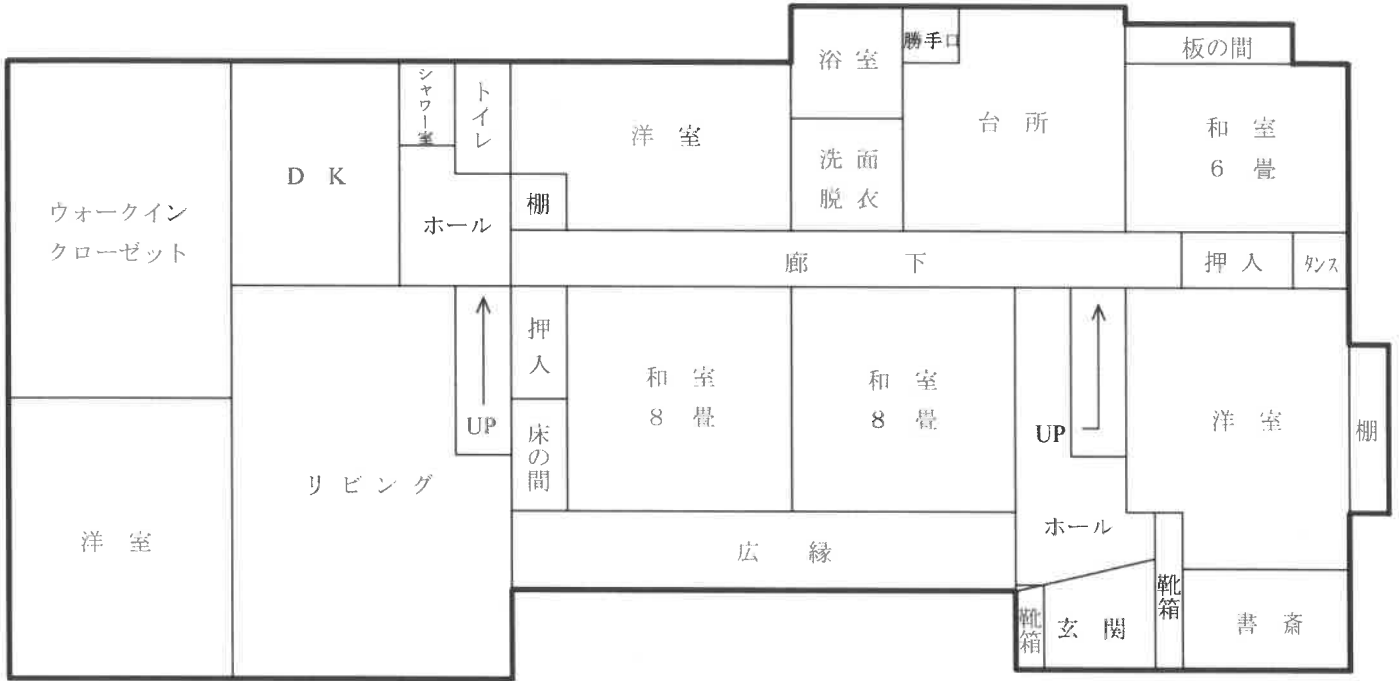 勝手口
浴室
板の間
シャワー室
トイレ
洋室
台所
和室
6畳
DK
洗面
脱衣
棚
ウォークイン
クローゼット
ホール
廊下
押入
タンス
押入
和室
8畳
和室
8畳
UP
UP
洋室
棚
床の間
リビング
洋室
広縁
ホール
靴箱
靴箱
玄関
書斎